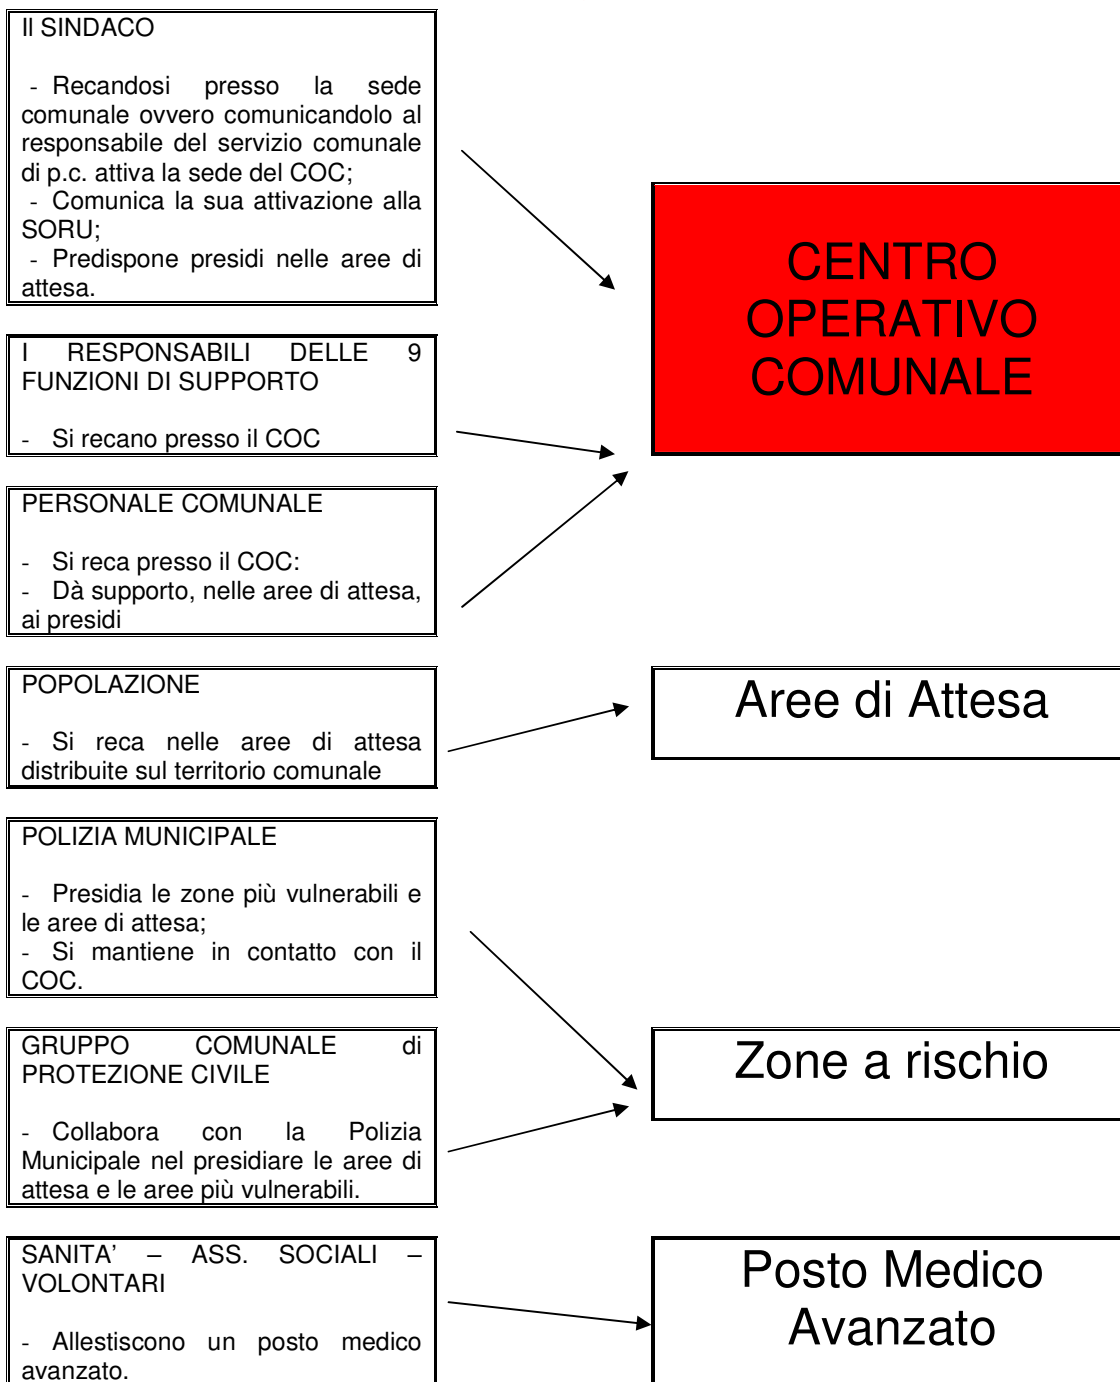 Il SINDACO
- Recandosi presso la sede
comunale ovvero comunicandolo al
responsabile del servizio comunale
di p.c. attiva la sede del COC;
- Comunica la sua attivazione alla
SORU;
- Predispone presidi nelle aree di
attesa.
CENTRO
OPERATIVO
COMUNALE
I RESPONSABILI DELLE 9
FUNZIONI DI SUPPORTO
- Si recano presso il COC
PERSONALE COMUNALE
- Si reca presso il COC:
- Dà supporto, nelle aree di attesa,
ai presidi
POPOLAZIONE
- Si reca nelle aree di attesa
distribuite sul territorio comunale
Aree di Attesa
POLIZIA MUNICIPALE
- Presidia le zone più vulnerabili e
le aree di attesa;
- Si mantiene in contatto con il
COC.
GRUPPO COMUNALE di
PROTEZIONE CIVILE
- Collabora con la Polizia
Municipale nel presidiare le aree di
attesa e le aree più vulnerabili.
Zone a rischio
SANITA' – ASS. SOCIALI –
VOLONTARI
- Allestiscono un posto medico
avanzato.
Posto Medico
Avanzato